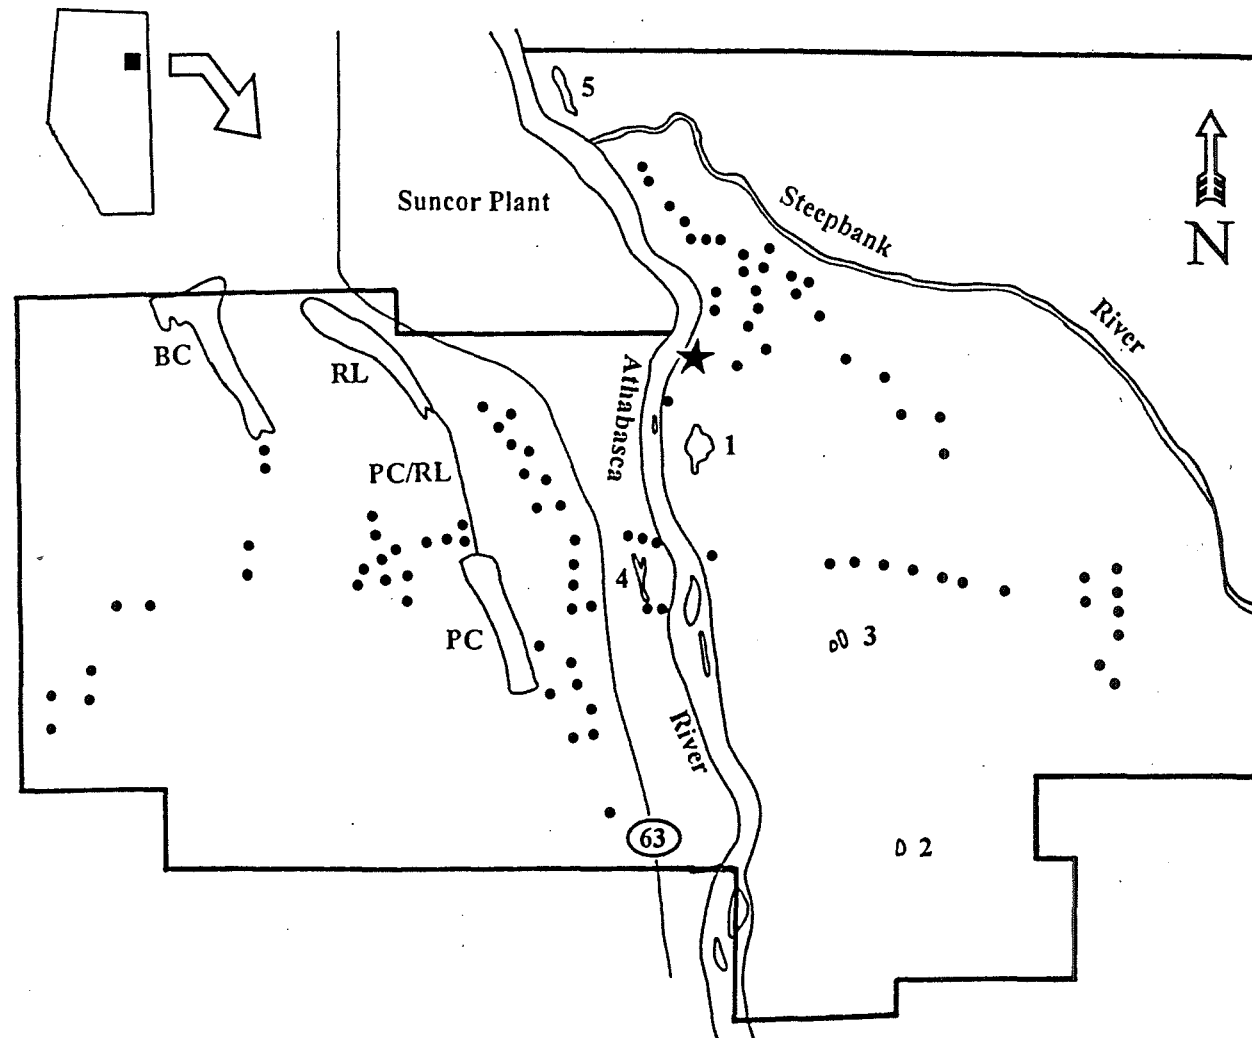 5
Suncor Plant
Steepbank
N
River
BC
RL
Athabasca
1
PC/RL
4
3
PC
River
63
2